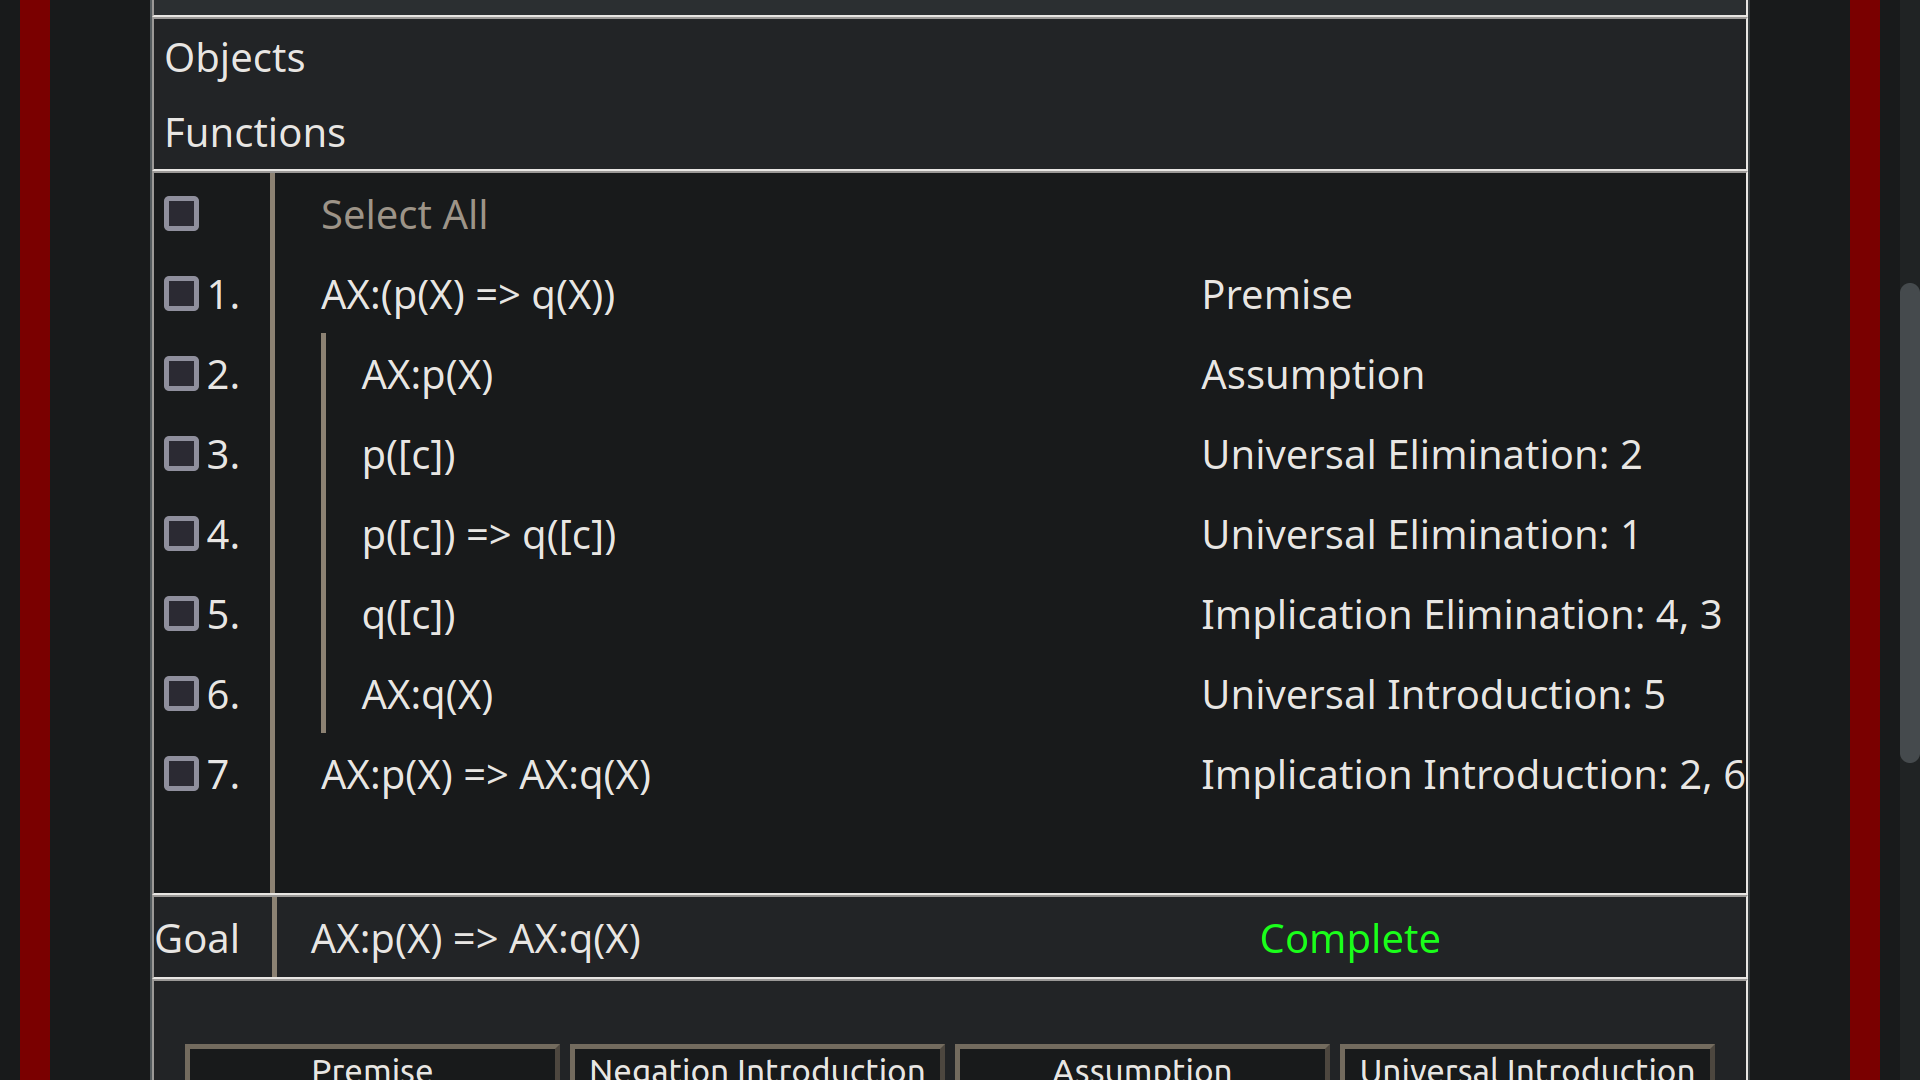 Objects
Functions
Select All
1. AX:(p(X) => q(X)) Premise
2. AX:p(X) Assumption
3. p([c]) Universal Elimination: 2
4. p([c]) => q([c]) Universal Elimination: 1
5. q([c]) Implication Elimination: 4, 3
6. AX:q(X) Universal Introduction: 5
7. AX:p(X) => AX:q(X) Implication Introduction: 2, 6
Goal AX:p(X) => AX:q(X) Complete
Premise Negation Introduction Assumption Universal Introduction